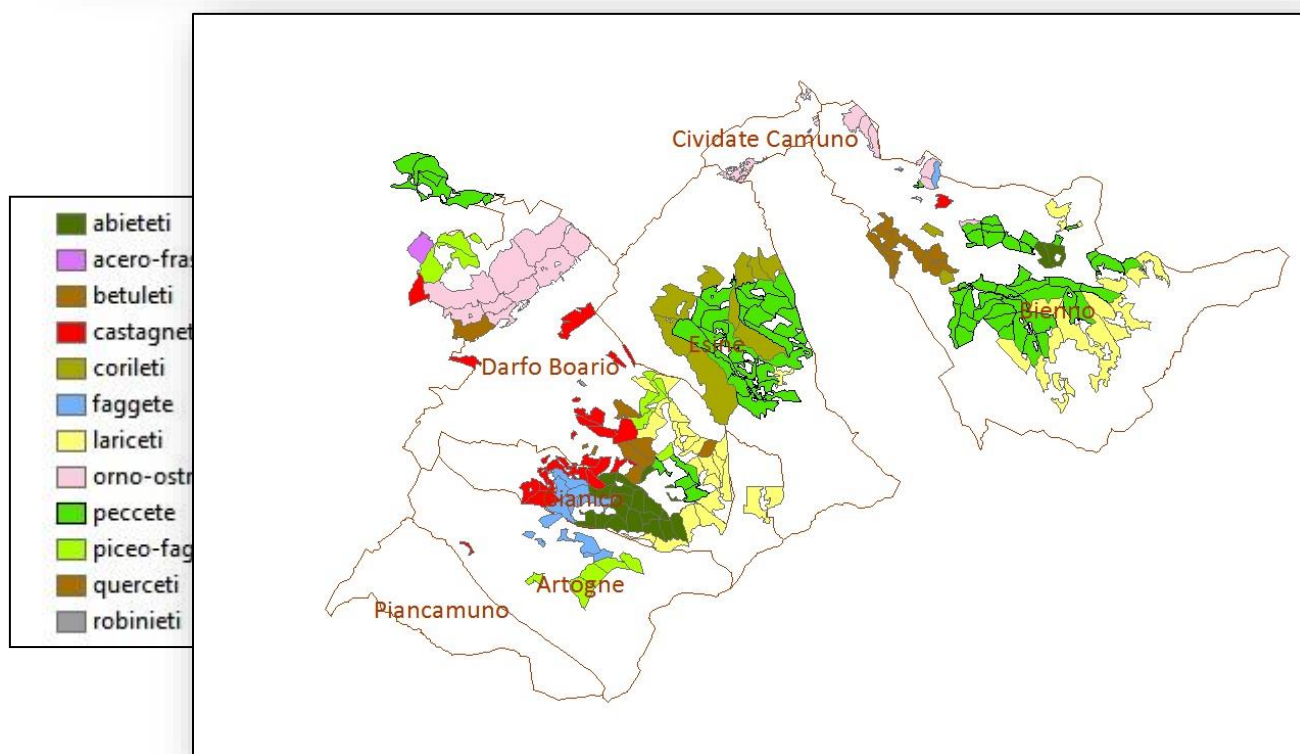 abieteti
acero-fras
betuleti
castagnet
corileti
faggete
lariceti
orno-ostr
peccete
piceo-fag
querceti
robinieti
Cividate Camuno
Bienno
Esine
Darfo Boario
Gianico
Artogne
Piancamuno